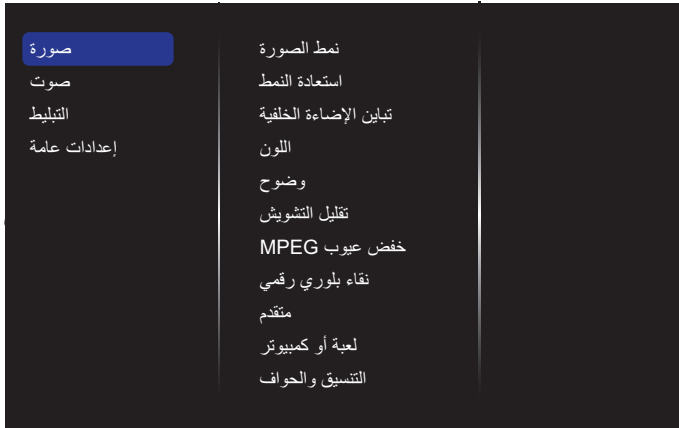 صورة
صوت
التبليط
إعدادات عامة
نمط الصورة
استعادة النمط
تباين الإضاءة الخلفية
اللون
وضوح
تقليل التشويش
خفض عيوب MPEG
نقاء بلوري رقمي
متقدم
لعبة أو كمبيوتر
التنسيق والحواف